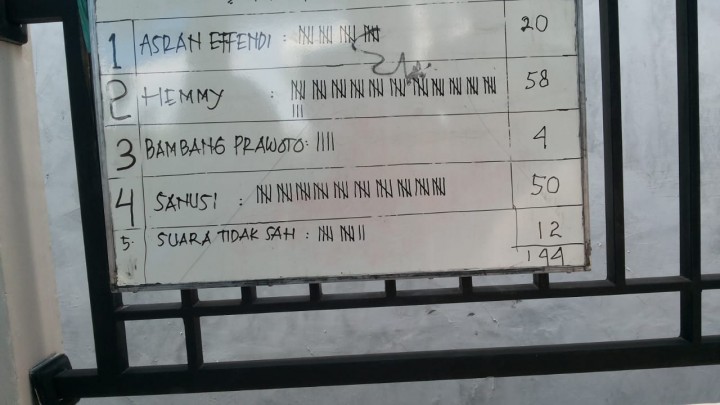 1 ASRAN EFFENDI : 20
2 HEMMY : 58
3 BAMBANG PRAWOTO: 4
4 SANUSI : 50
5. SUARA TIDAK SAH : 12
144